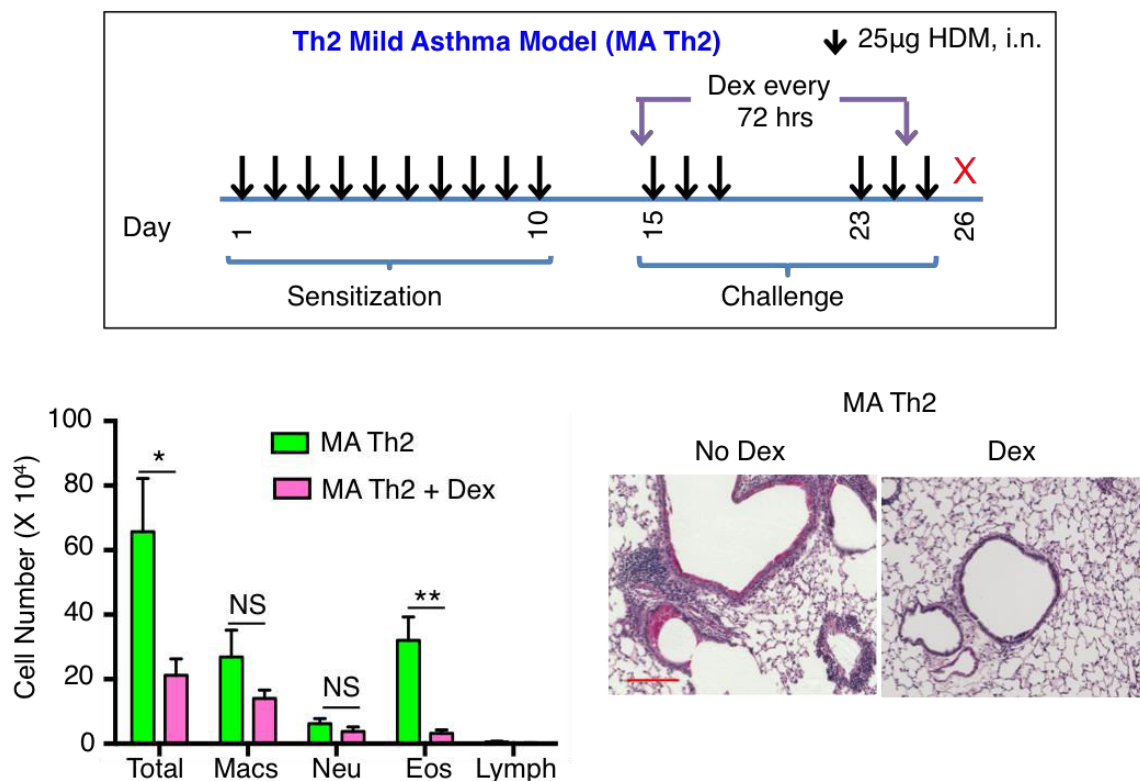 Th2 Mild Asthma Model (MA Th2)
25µg HDM, i.n.
Dex every
72 hrs
X
Day
1
10
15
23
26
Sensitization
Challenge
Cell Number (X 10⁴)
100
80
60
40
20
0
MA Th2
MA Th2 + Dex
*
NS
NS
**
Total
Macs
Neu
Eos
Lymph
MA Th2
No Dex
Dex